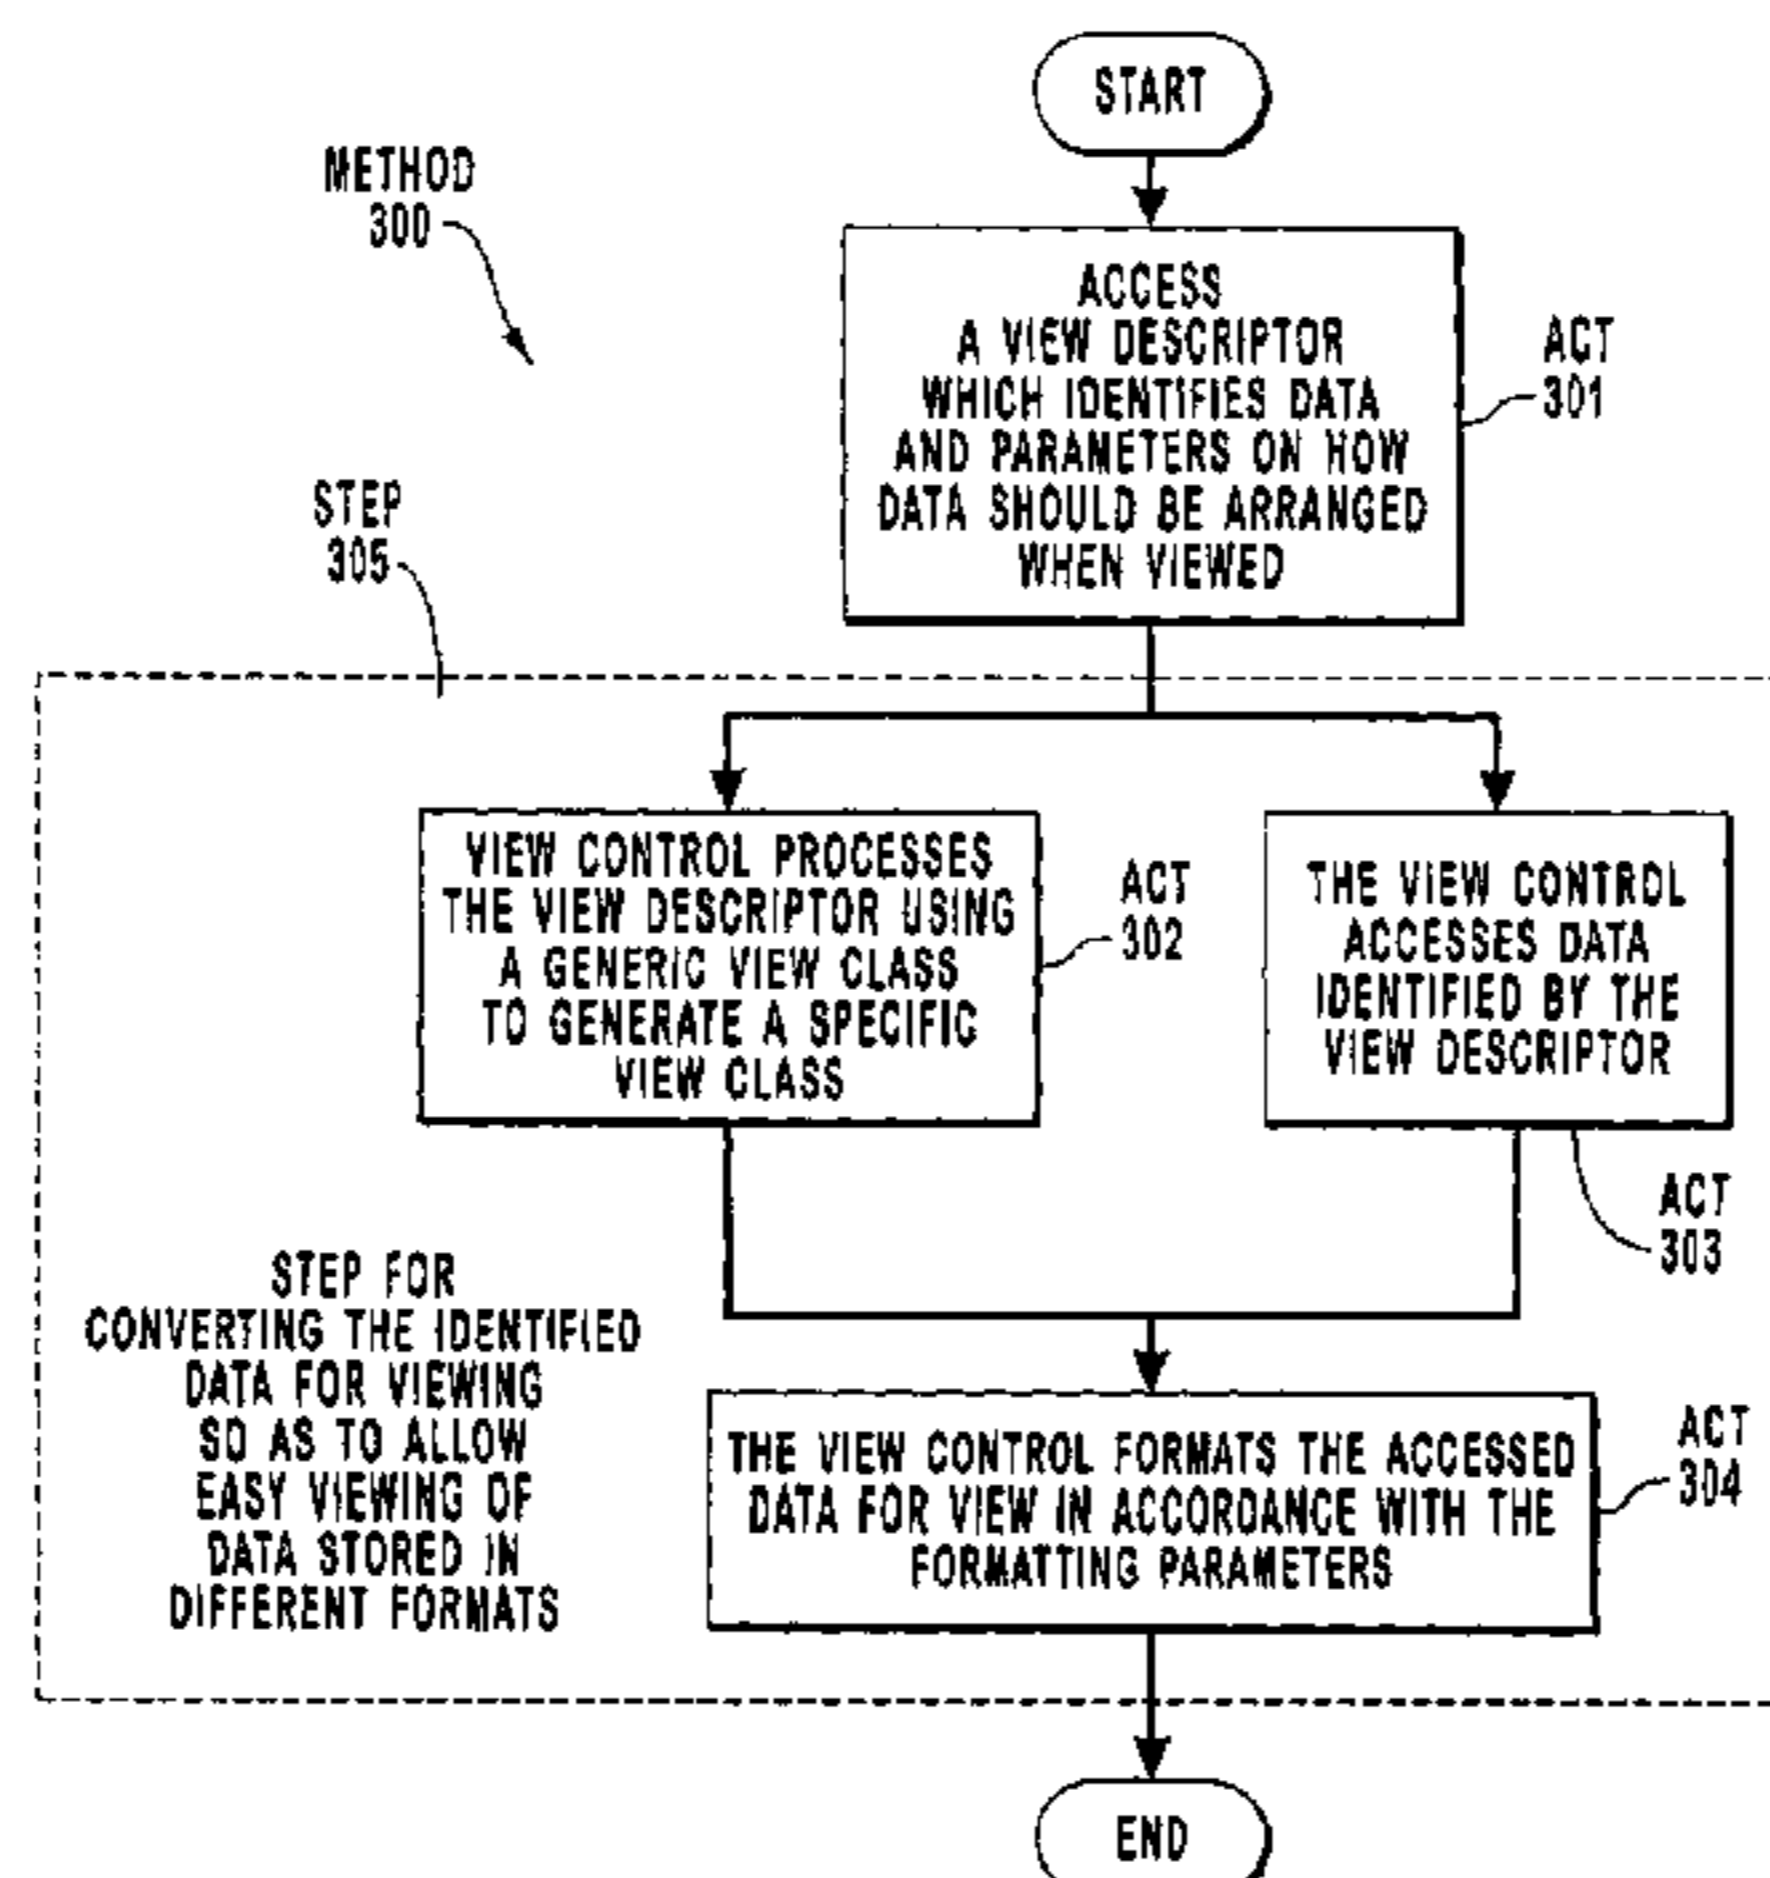 START
METHOD
300
ACCESS
A VIEW DESCRIPTOR
WHICH IDENTIFIES DATA
AND PARAMETERS ON HOW
DATA SHOULD BE ARRANGED
WHEN VIEWED
ACT
301
STEP
305
VIEW CONTROL PROCESSES
THE VIEW DESCRIPTOR USING
A GENERIC VIEW CLASS
TO GENERATE A SPECIFIC
VIEW CLASS
ACT
302
THE VIEW CONTROL
ACCESSES DATA
IDENTIFIED BY THE
VIEW DESCRIPTOR
ACT
303
STEP FOR
CONVERTING THE IDENTIFIED
DATA FOR VIEWING
SO AS TO ALLOW
EASY VIEWING OF
DATA STORED IN
DIFFERENT FORMATS
THE VIEW CONTROL FORMATS THE ACCESSED
DATA FOR VIEW IN ACCORDANCE WITH THE
FORMATTING PARAMETERS
ACT
304
END